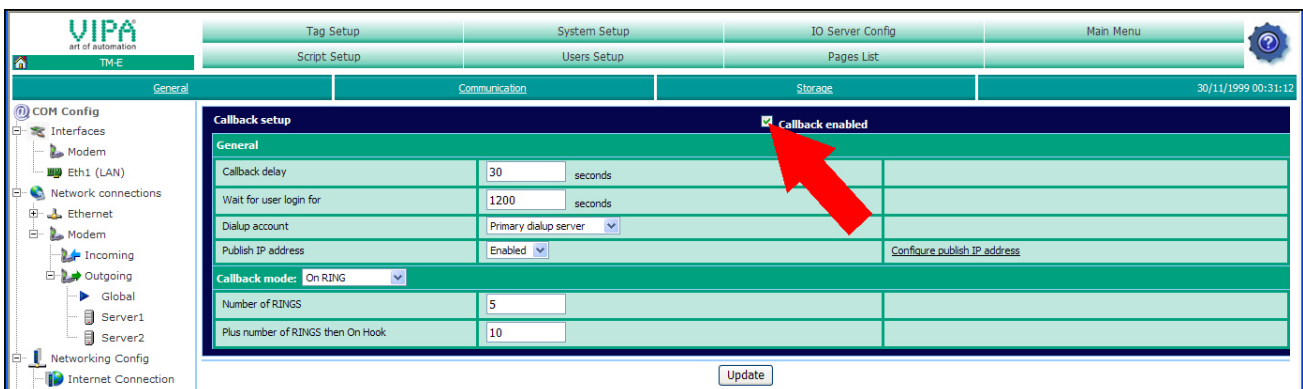 VIPA
art of automation
TM-E
Tag Setup
System Setup
IO Server Config
Main Menu
Script Setup
Users Setup
Pages List
General
Communication
Storage
30/11/1999 00:31:12
COM Config
Interfaces
Modem
Eth1 (LAN)
Network connections
Ethernet
Modem
Incoming
Outgoing
Global
Server1
Server2
Networking Config
Internet Connection
Callback setup
Callback enabled
General
Callback delay
30 seconds
Wait for user login for
1200 seconds
Dialup account
Primary dialup server
Publish IP address
Enabled
Configure publish IP address
Callback mode: On RING
Number of RINGS
5
Plus number of RINGS then On Hook
10
Update